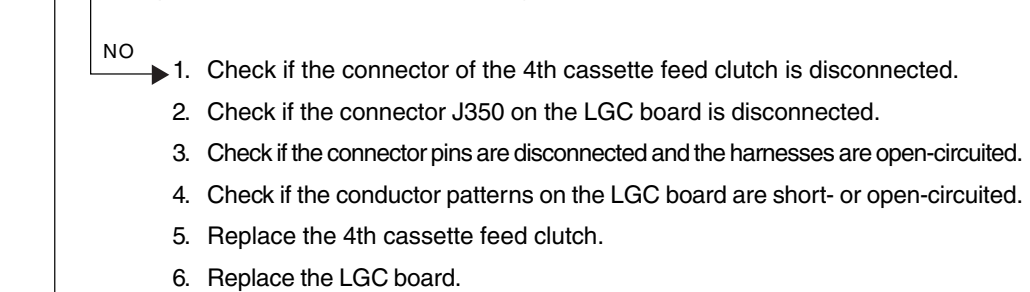 NO
1. Check if the connector of the 4th cassette feed clutch is disconnected.
2. Check if the connector J350 on the LGC board is disconnected.
3. Check if the connector pins are disconnected and the harnesses are open-circuited.
4. Check if the conductor patterns on the LGC board are short- or open-circuited.
5. Replace the 4th cassette feed clutch.
6. Replace the LGC board.